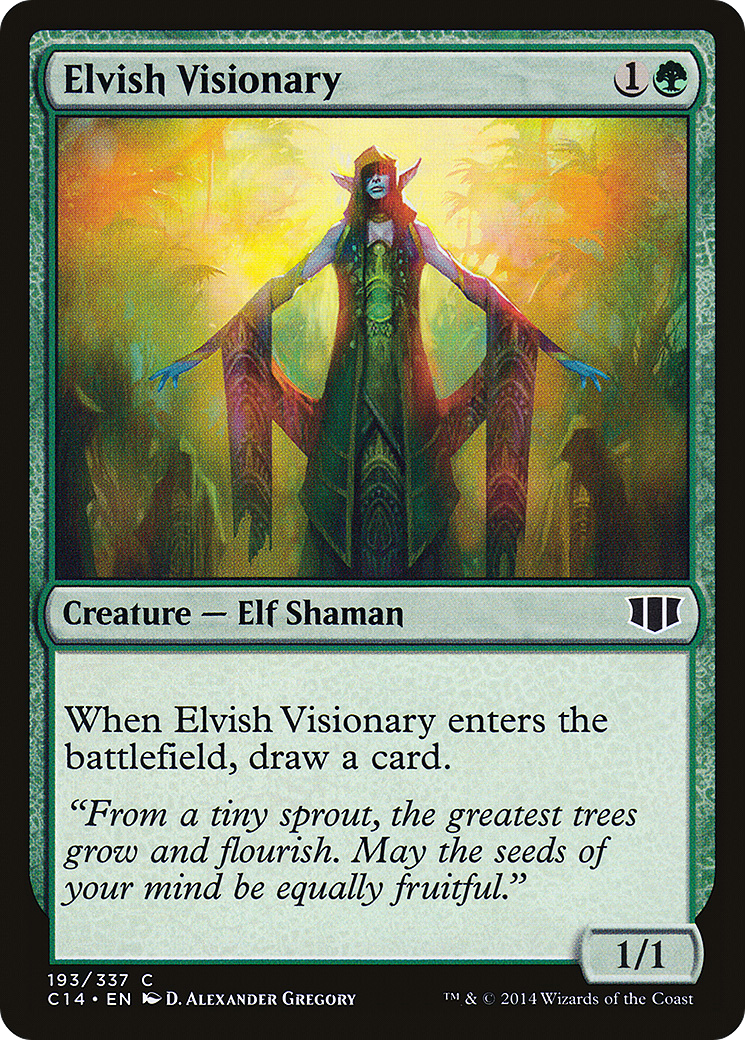 Elvish Visionary 1
Creature — Elf Shaman
When Elvish Visionary enters the
battlefield, draw a card.
“From a tiny sprout, the greatest trees
grow and flourish. May the seeds of
your mind be equally fruitful.”
1/1
193/337 C
C14 • EN D. Alexander Gregory ™ & © 2014 Wizards of the Coast